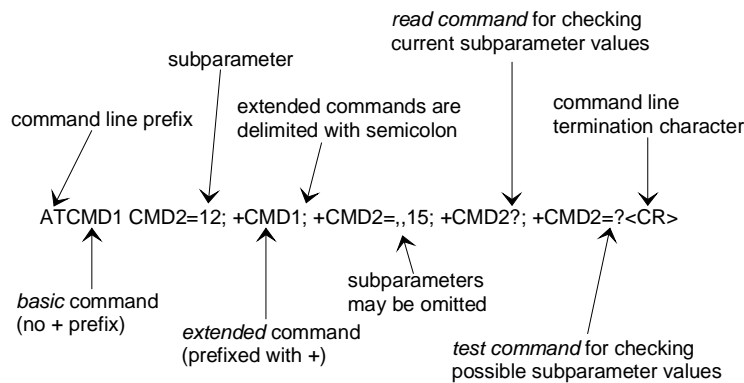 read command for checking
current subparameter values
subparameter
extended commands are
delimited with semicolon
command line
termination character
command line prefix
ATCMD1 CMD2=12; +CMD1; +CMD2=,,15; +CMD2?; +CMD2=?<CR>
basic command
(no + prefix)
extended command
(prefixed with +)
subparameters
may be omitted
test command for checking
possible subparameter values